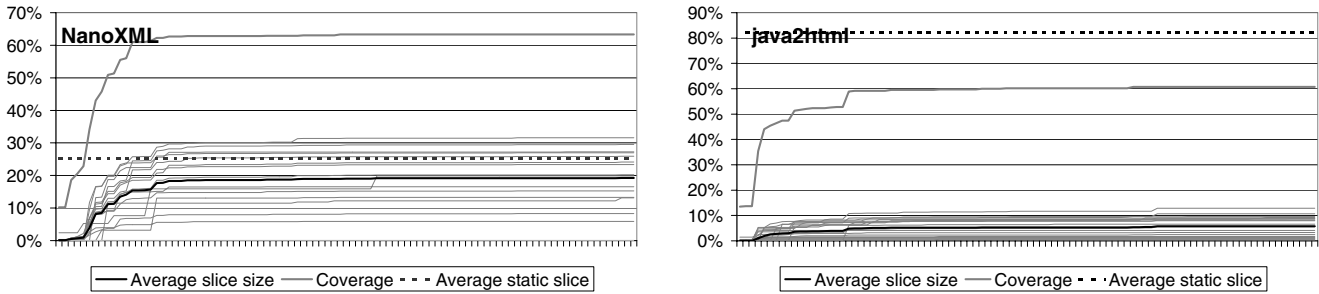 NanoXML
70%
60%
50%
40%
30%
20%
10%
0%
Average slice size
Coverage
Average static slice
java2html
90%
80%
70%
60%
50%
40%
30%
20%
10%
0%
Average slice size
Coverage
Average static slice